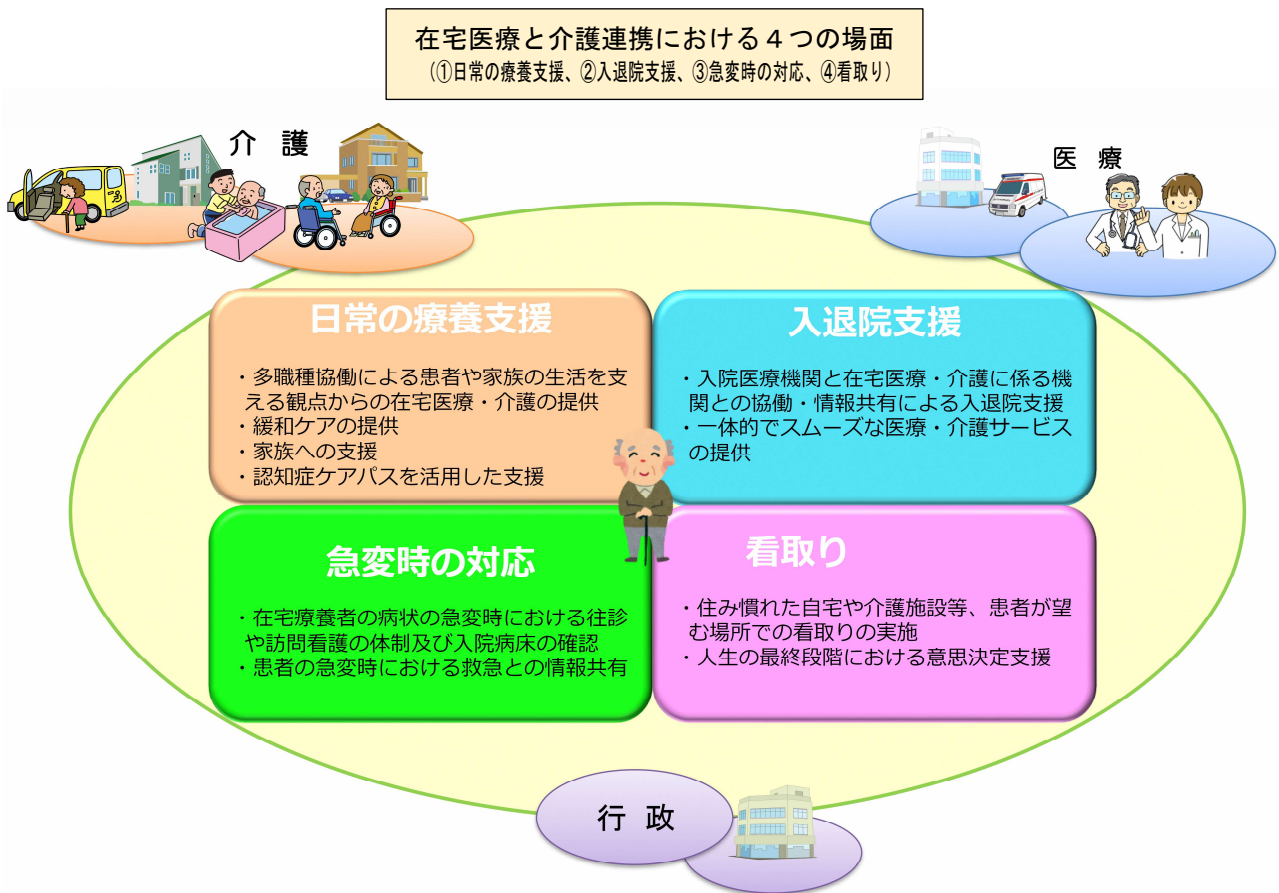 在宅医療と介護連携における４つの場面
(①日常の療養支援、②入退院支援、③急変時の対応、④看取り)
介 護
医 療
日常の療養支援
・多職種協働による患者や家族の生活を支
える観点からの在宅医療・介護の提供
・緩和ケアの提供
・家族への支援
・認知症ケアパスを活用した支援
入退院支援
・入院医療機関と在宅医療・介護に係る機
関との協働・情報共有による入退院支援
・一体的でスムーズな医療・介護サービス
の提供
急変時の対応
・在宅療養者の病状の急変時における往診
や訪問看護の体制及び入院病床の確認
・患者の急変時における救急との情報共有
看取り
・住み慣れた自宅や介護施設等、患者が望
む場所での看取りの実施
・人生の最終段階における意思決定支援
行 政